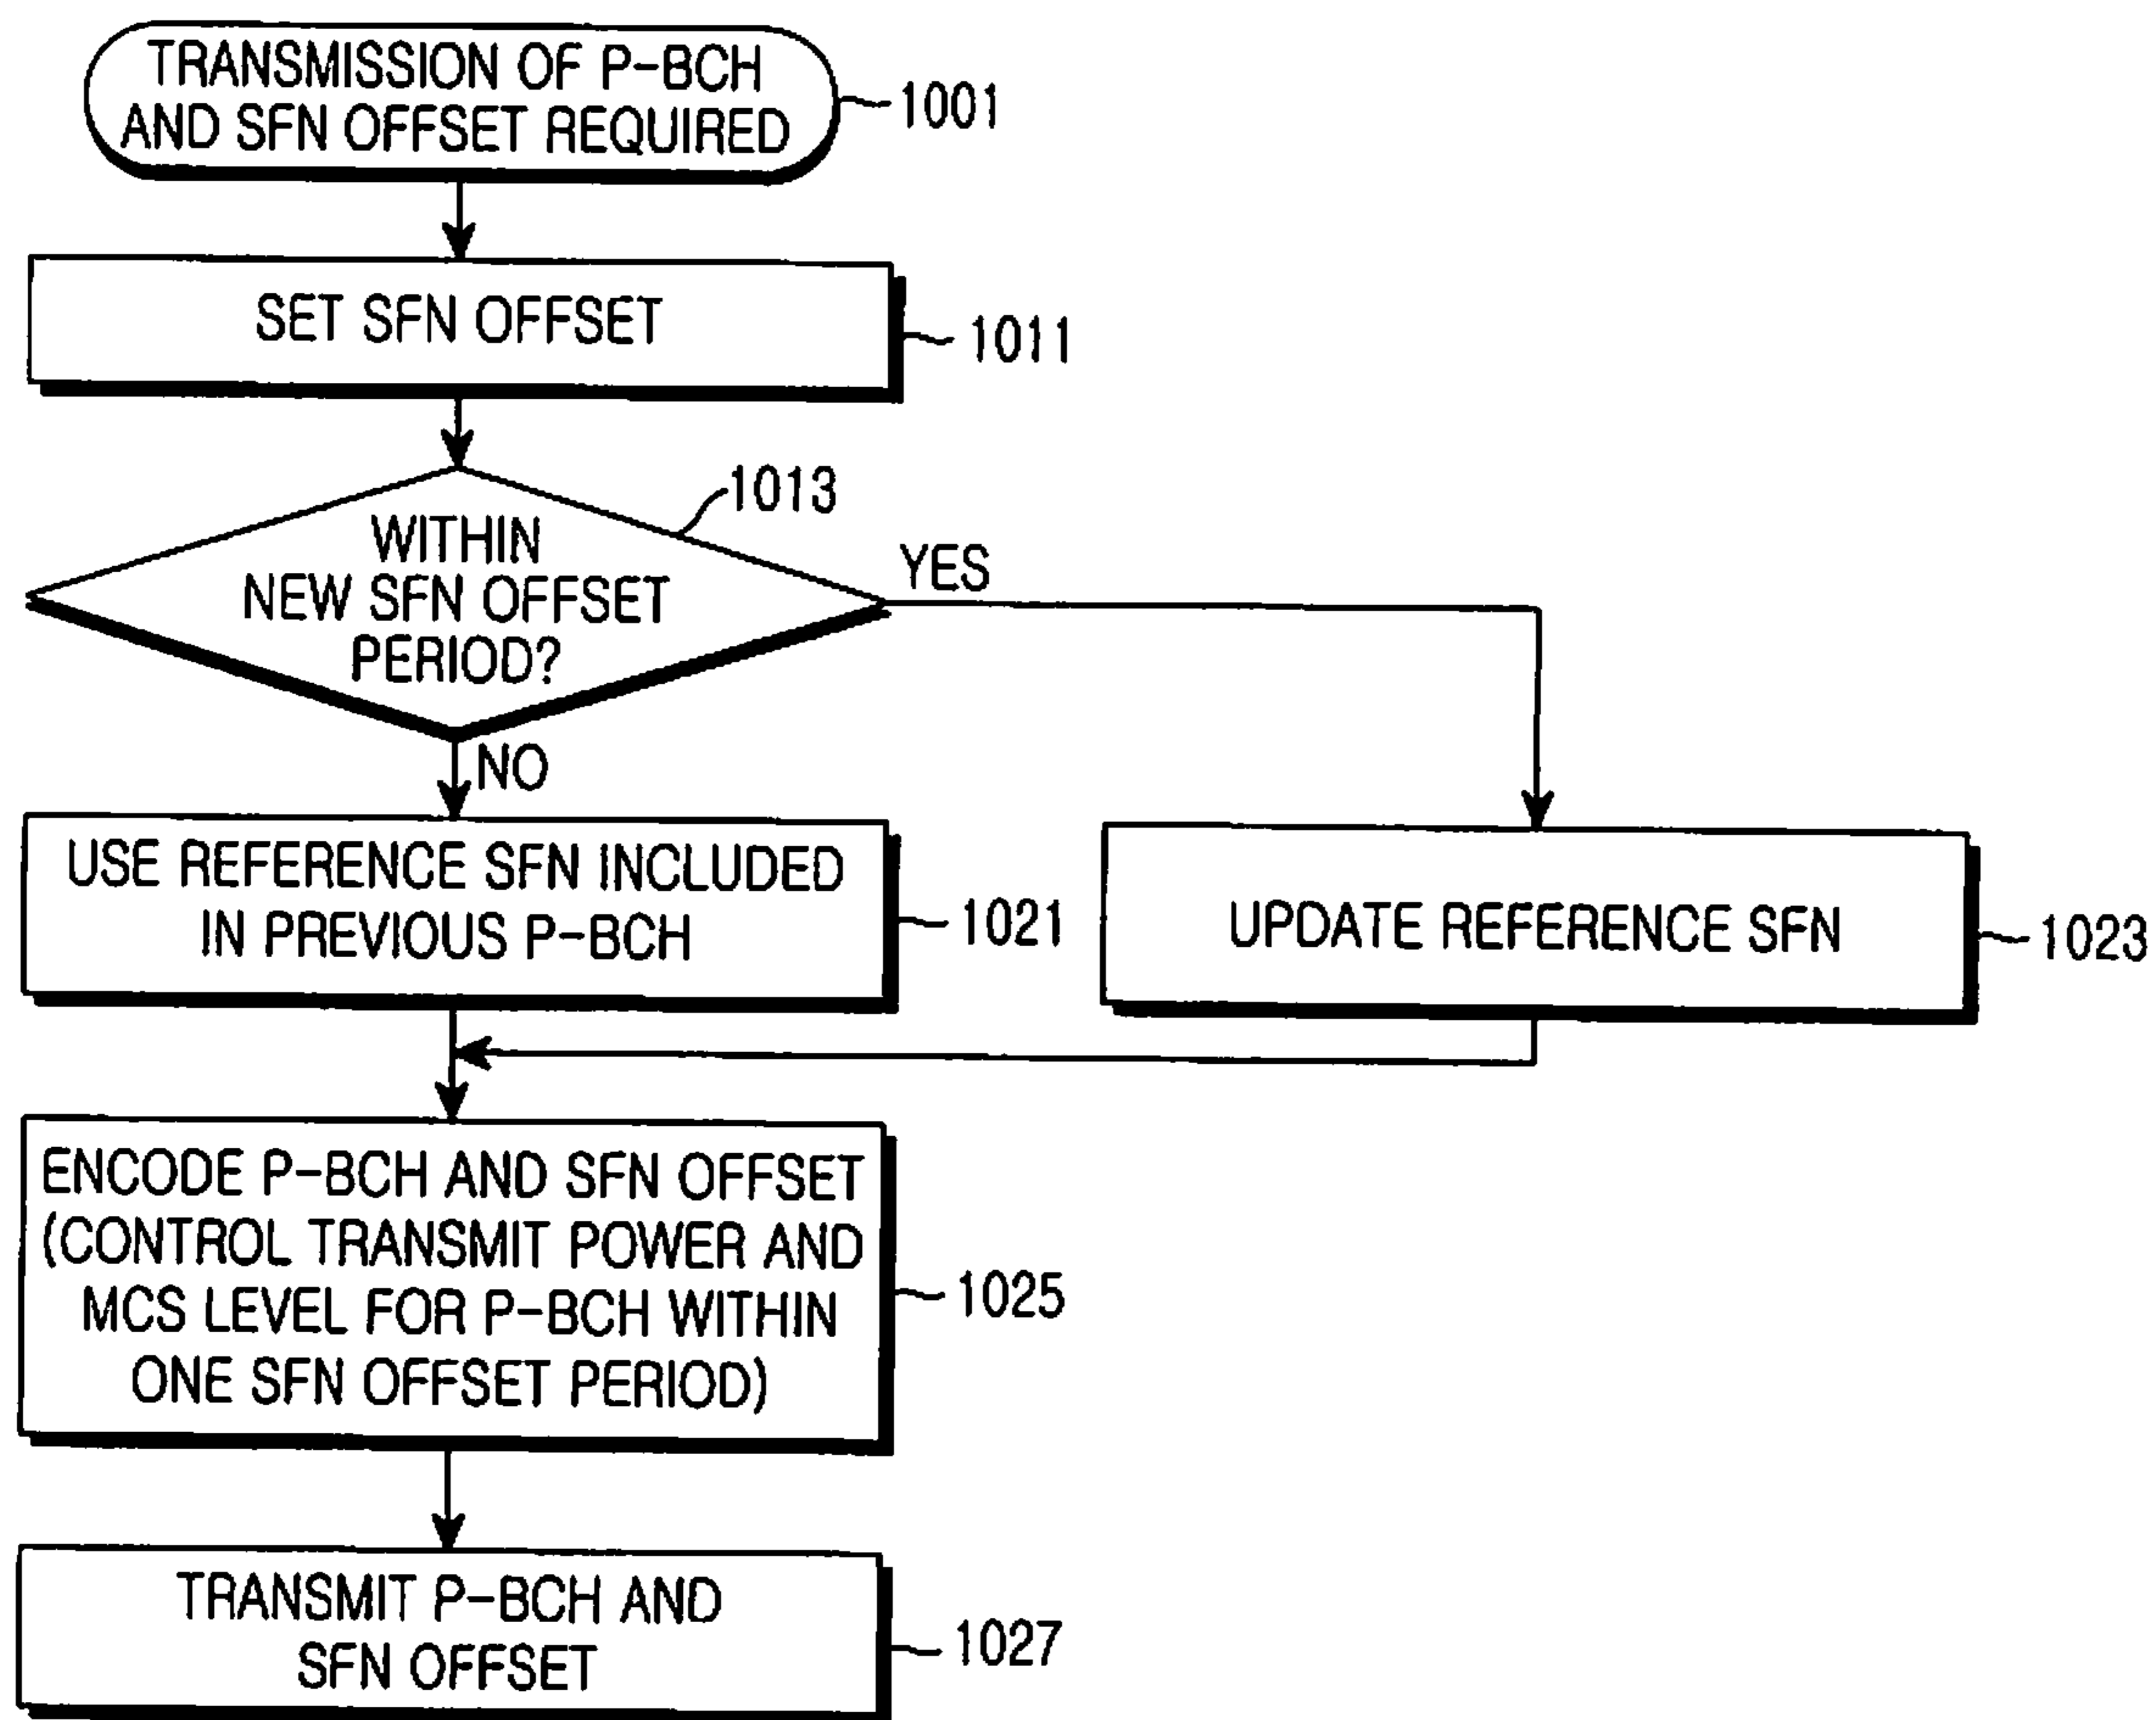 TRANSMISSION OF P-BCH
AND SFN OFFSET REQUIRED
1001
SET SFN OFFSET
1011
1013
WITHIN
NEW SFN OFFSET
PERIOD?
YES
NO
USE REFERENCE SFN INCLUDED
IN PREVIOUS P-BCH
1021
UPDATE REFERENCE SFN
1023
ENCODE P-BCH AND SFN OFFSET
(CONTROL TRANSMIT POWER AND
MCS LEVEL FOR P-BCH WITHIN
ONE SFN OFFSET PERIOD)
1025
TRANSMIT P-BCH AND
SFN OFFSET
1027